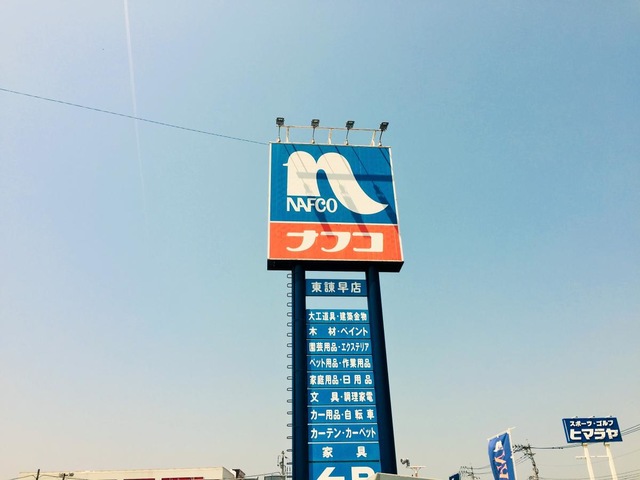 NAFCO
ナフコ
東諫早店
大工道具・建築金物
木 材・ペイント
園芸用品・エクステリア
ペット用品・作業用品
家庭用品・日用品
文 具・調理家電
カー用品・自転車
カーテン・カーペット
家 具
スポーツ・ゴルフ
ヒマラヤ